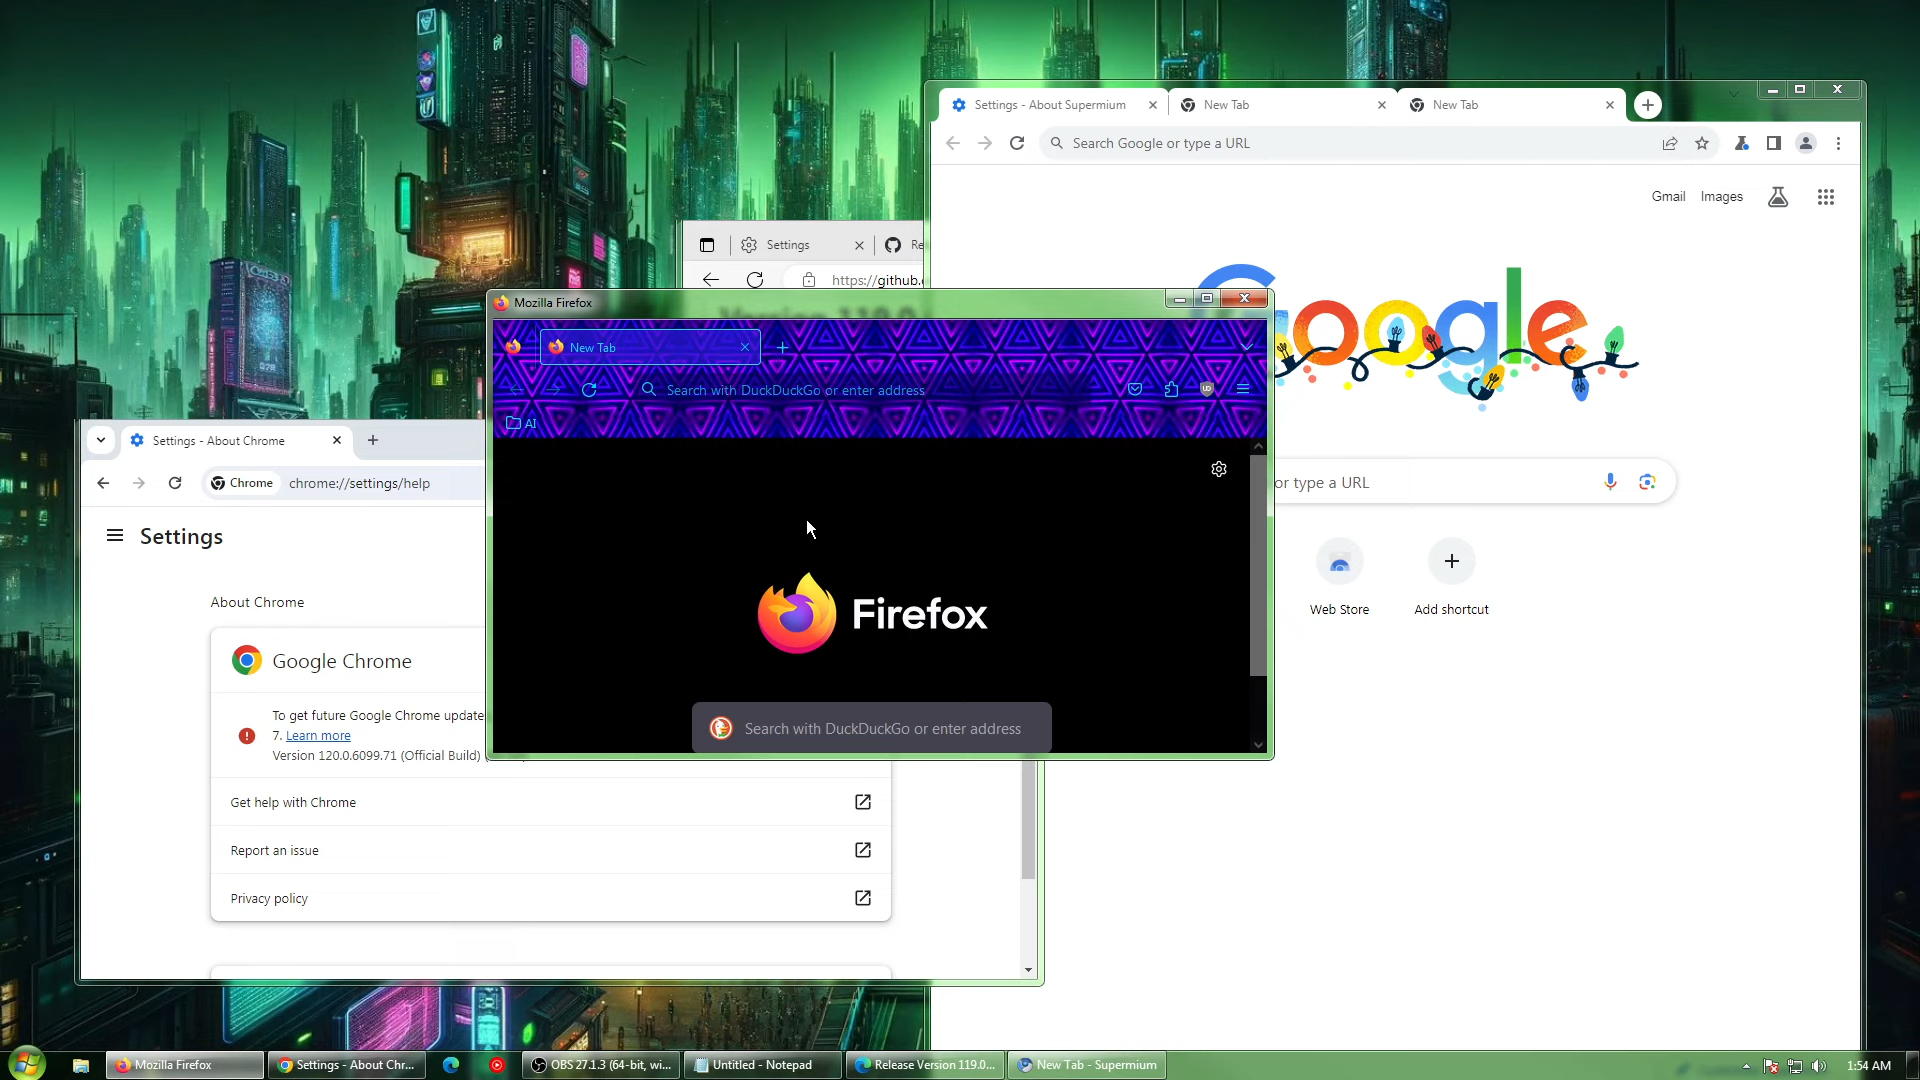 Settings - About Supermium
New Tab
New Tab
Search Google or type a URL
Gmail
Images
Google
Settings
Re
https://github.
Version 119.0
Mozilla Firefox
New Tab
Search with DuckDuckGo or enter address
AI
Firefox
Search with DuckDuckGo or enter address
or type a URL
Web Store
Add shortcut
Settings - About Chrome
Chrome
chrome://settings/help
Settings
About Chrome
Google Chrome
To get future Google Chrome update
7. Learn more
Version 120.0.6099.71 (Official Build) (
Get help with Chrome
Report an issue
Privacy policy
Mozilla Firefox
Settings - About Chr...
OBS 27.1.3 (64-bit, wi...
Untitled - Notepad
Release Version 119.0...
New Tab - Supermium
1:54 AM